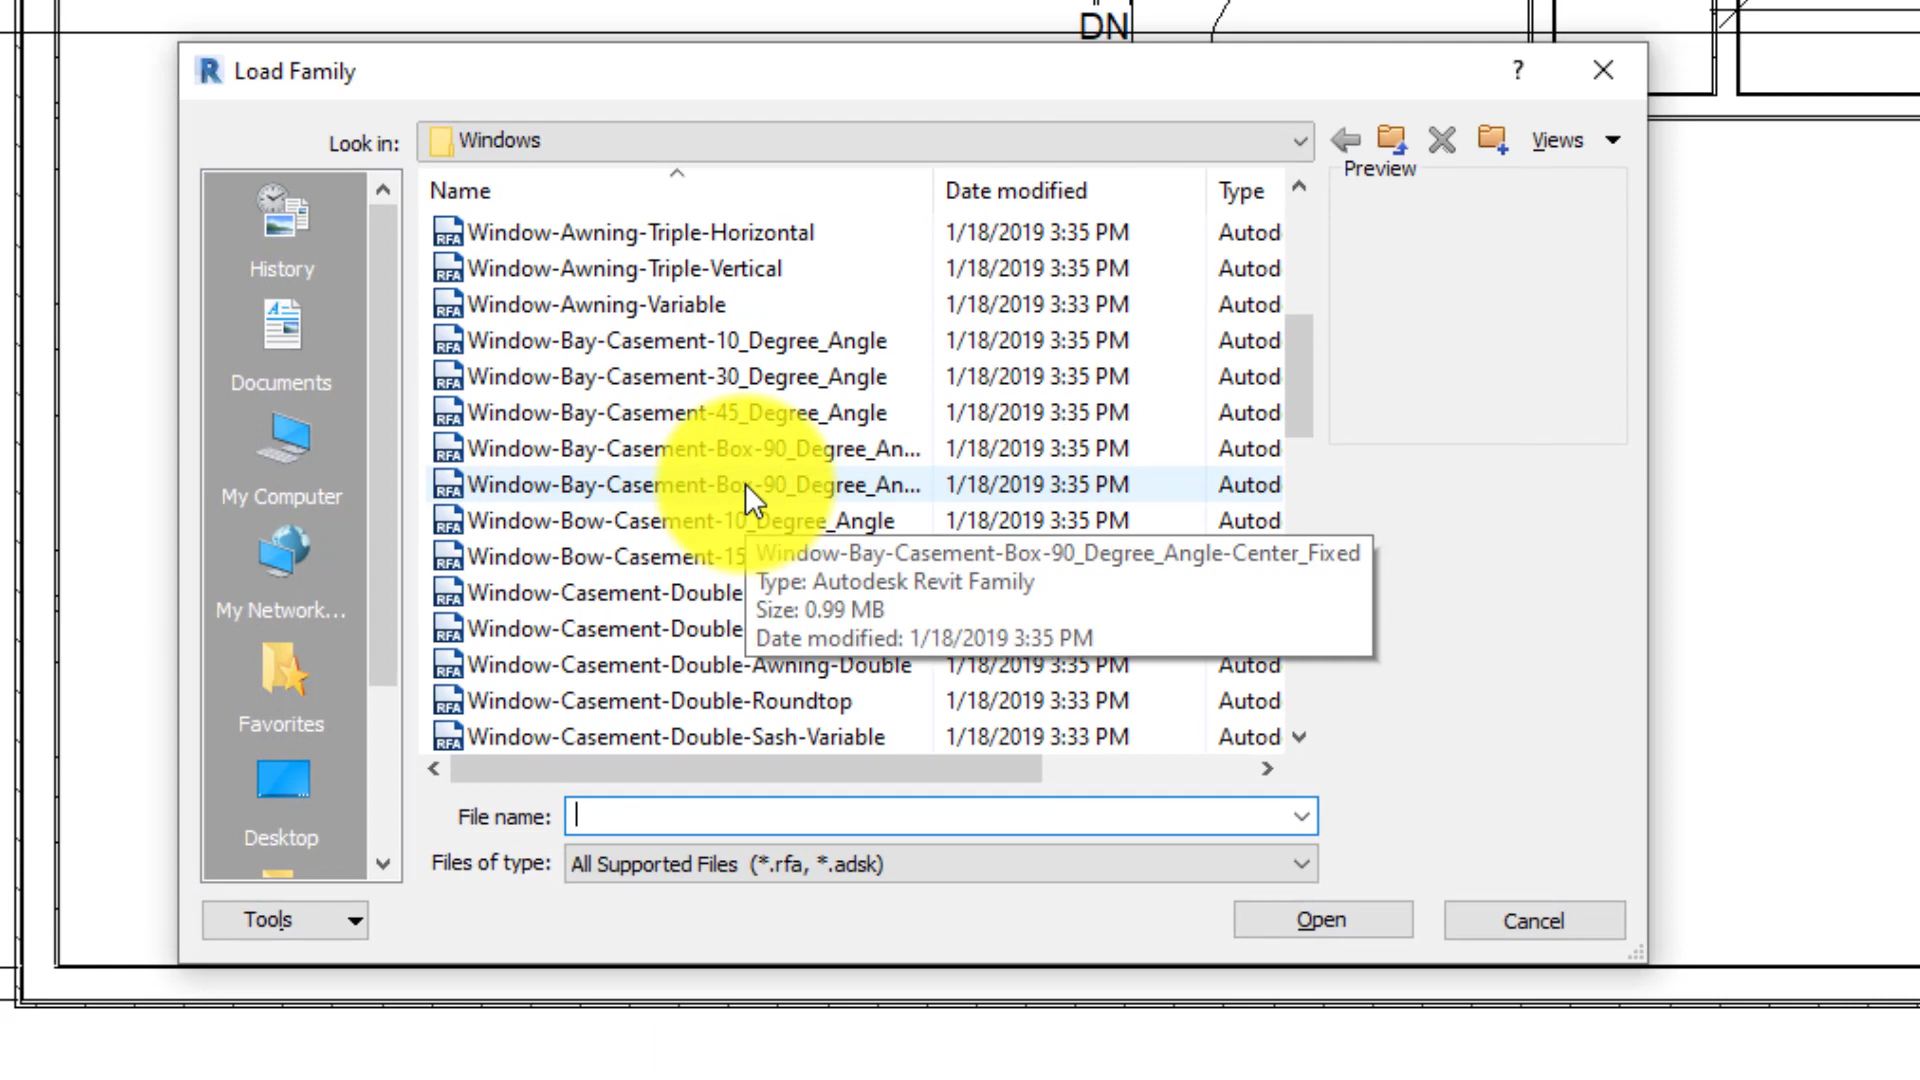 DN
Load Family
?
Look in:
Windows
Views
Preview
Name
Date modified
Type
Window-Awning-Triple-Horizontal 1/18/2019 3:35 PM Autod
Window-Awning-Triple-Vertical 1/18/2019 3:35 PM Autod
Window-Awning-Variable 1/18/2019 3:33 PM Autod
Window-Bay-Casement-10_Degree_Angle 1/18/2019 3:35 PM Autod
Window-Bay-Casement-30_Degree_Angle 1/18/2019 3:35 PM Autod
Window-Bay-Casement-45_Degree_Angle 1/18/2019 3:35 PM Autod
Window-Bay-Casement-Box-90_Degree_An... 1/18/2019 3:35 PM Autod
Window-Bay-Casement-Box-90_Degree_An... 1/18/2019 3:35 PM Autod
Window-Bow-Casement-10_Degree_Angle 1/18/2019 3:35 PM Autod
Window-Bow-Casement-15
Window-Casement-Double
Window-Casement-Double
Window-Casement-Double-Awning-Double 1/18/2019 3:35 PM Autod
Window-Casement-Double-Roundtop 1/18/2019 3:33 PM Autod
Window-Casement-Double-Sash-Variable 1/18/2019 3:33 PM Autod
Window-Bay-Casement-Box-90_Degree_Angle-Center_Fixed
Type: Autodesk Revit Family
Size: 0.99 MB
Date modified: 1/18/2019 3:35 PM
History
Documents
My Computer
My Network...
Favorites
Desktop
File name:
Files of type: All Supported Files (*.rfa, *.adsk)
Tools
Open
Cancel